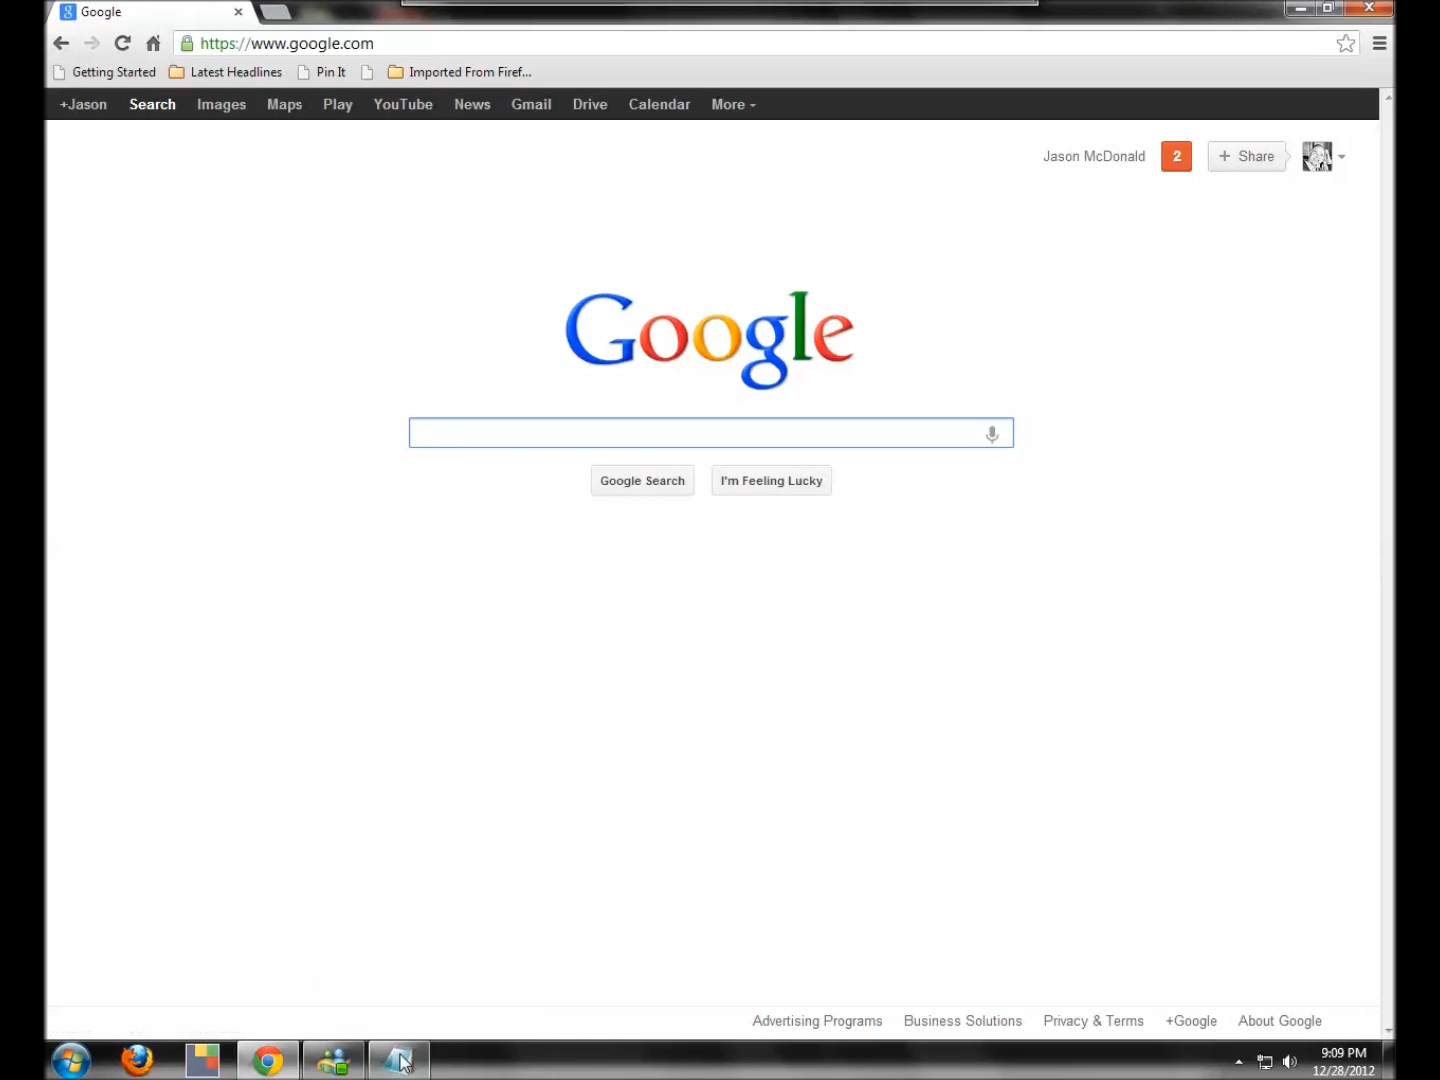 Google
https://www.google.com
Getting Started Latest Headlines Pin It Imported From Firef...
+Jason Search Images Maps Play YouTube News Gmail Drive Calendar More
Jason McDonald 2 + Share
Google
Google Search I'm Feeling Lucky
Advertising Programs Business Solutions Privacy & Terms +Google About Google
9:09 PM
12/28/2012